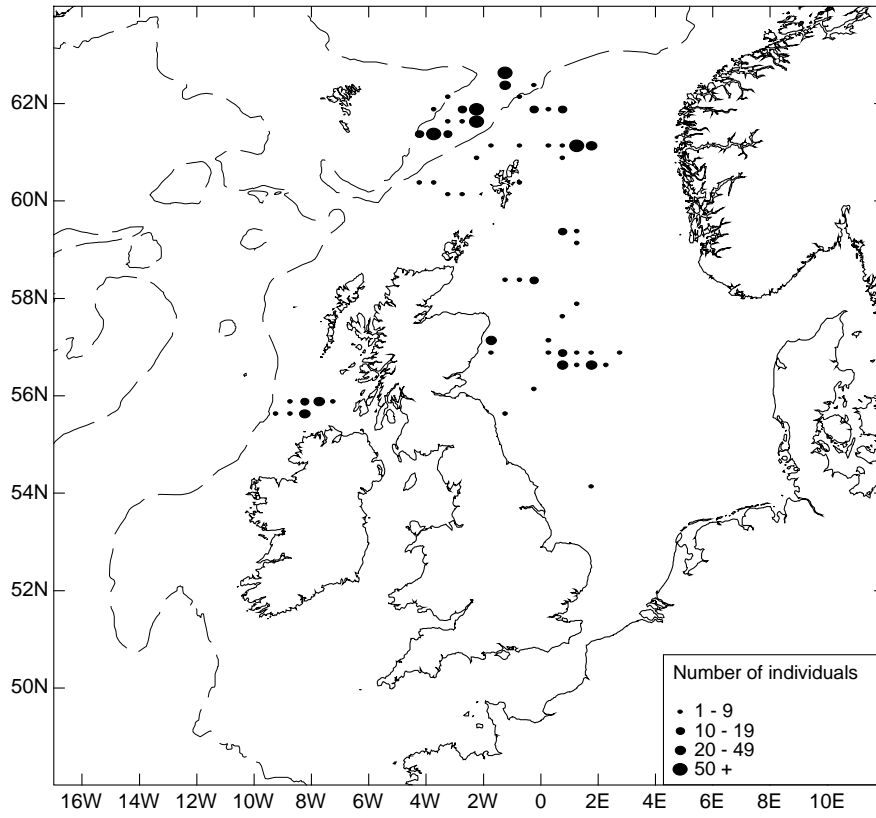 62N
60N
58N
56N
54N
52N
50N
Number of individuals
1 - 9
10 - 19
20 - 49
50 +
16W 14W 12W 10W 8W 6W 4W 2W 0 2E 4E 6E 8E 10E